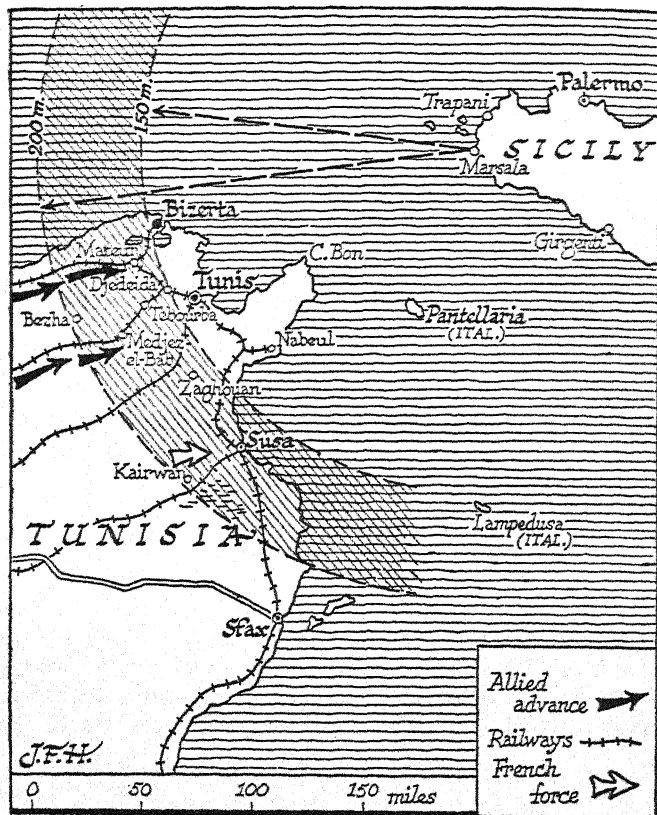 200 m.
150 m.
Palermo
Trapani
SICILY
Marsala
Bizerta
Girgenti
Mateur
C. Bon
Djedeida
Tunis
Bezha
Tebourba
Pantellaria
(ITAL.)
Medjez
el-Bab
Nabeul
Zaghouan
Susa
Kairwan
Lampedusa
(ITAL.)
TUNISIA
Sfax
Allied
advance
Railways
French
force
J.F.H.
0 50 100 150 miles